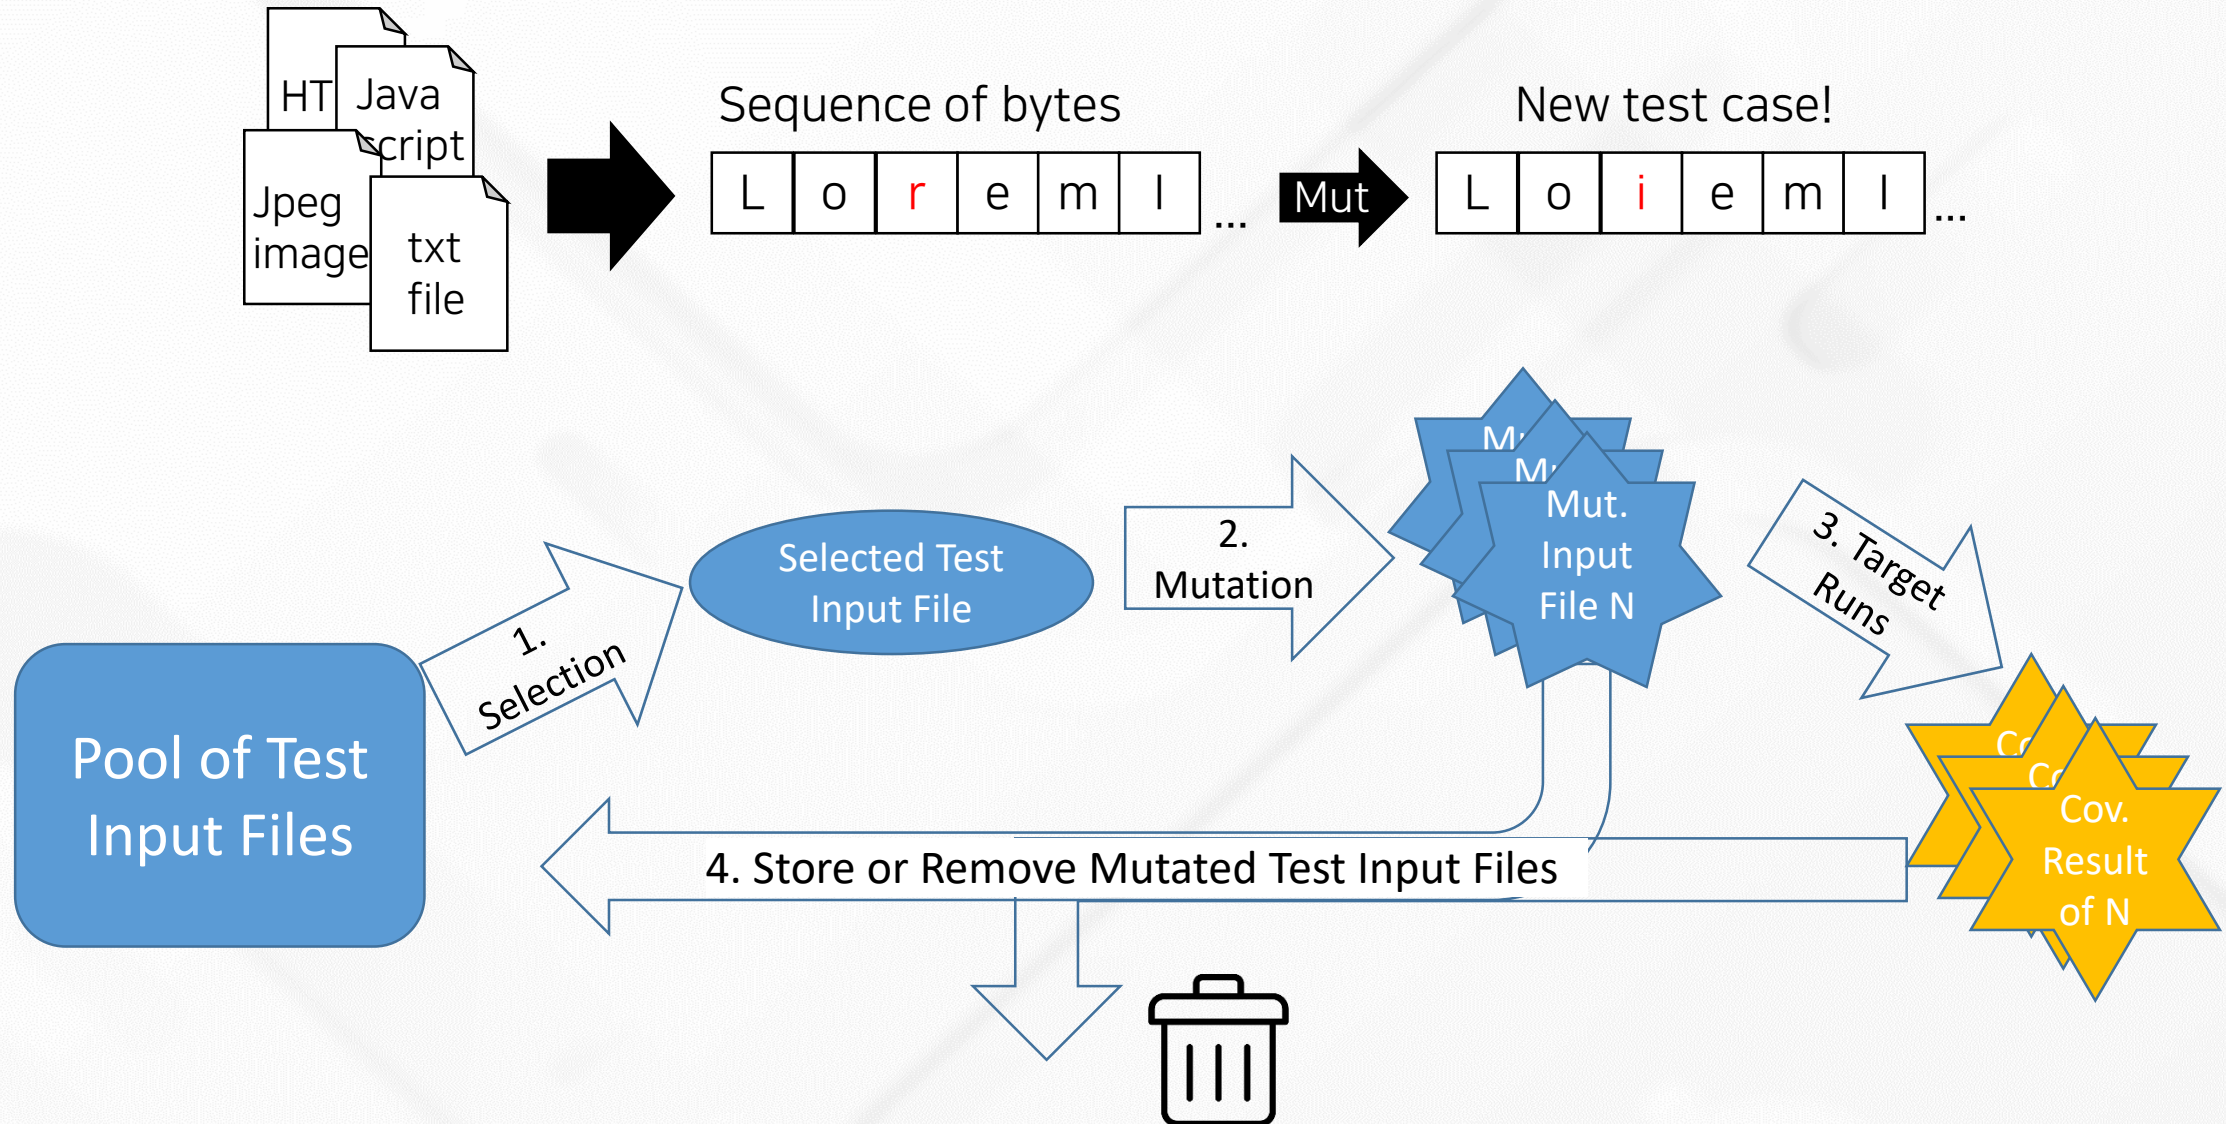 HT
Java
script
Jpeg
image
txt
file
Sequence of bytes
L o r e m I ...
Mut
New test case!
L o i e m I ...
Pool of Test
Input Files
1.
Selection
Selected Test
Input File
2.
Mutation
Mut.
Input
File N
3. Target
Runs
Cov.
Result
of N
4. Store or Remove Mutated Test Input Files